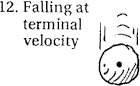 12. Falling at
terminal
velocity